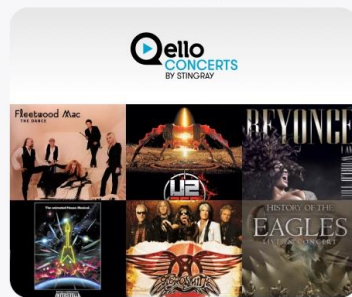 Qello
CONCERTS
BY STINGRAY
Fleetwood Mac
THE DANCE
U2
BEYONCE
I A
HISTORY OF THE
EAGLES
LIVE IN CONCERT
AEROSMITH